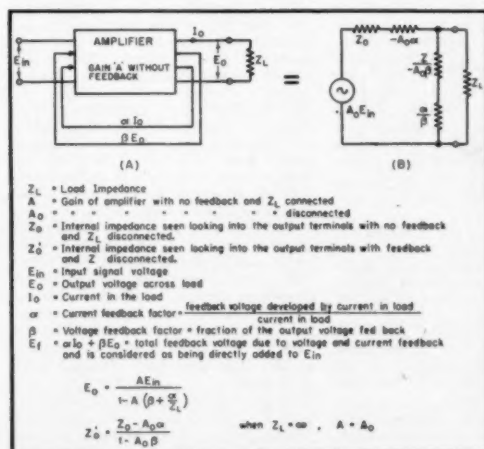 AMPLIFIER
GAIN "A" WITHOUT
FEEDBACK
Ein
Io
Eo
ZL
α Io
β Eo
(A)
=
Zo
-Aoα
Z
-Aoβ
α
β
ZL
AoEin
(B)
ZL = Load Impedance
A = Gain of amplifier with no feedback and ZL connected
Ao = " " " " " " " " disconnected
Zo = Internal impedance seen looking into the output terminals with no feedback
and ZL disconnected.
Zo' = Internal impedance seen looking into the output terminals with feedback
and Z disconnected.
Ein = Input signal voltage
Eo = Output voltage across load
Io = Current in the load
α = Current feedback factor = feedback voltage developed by current in load / current in load
β = Voltage feedback factor = fraction of the output voltage fed back
Ef = αIo + βEo = total feedback voltage due to voltage and current feedback
and is considered as being directly added to Ein
Eo = AEin / 1 - A (β + α/ZL)
Zo' = Zo - Aoα / 1 - Aoβ when ZL = ∞ , A = Ao